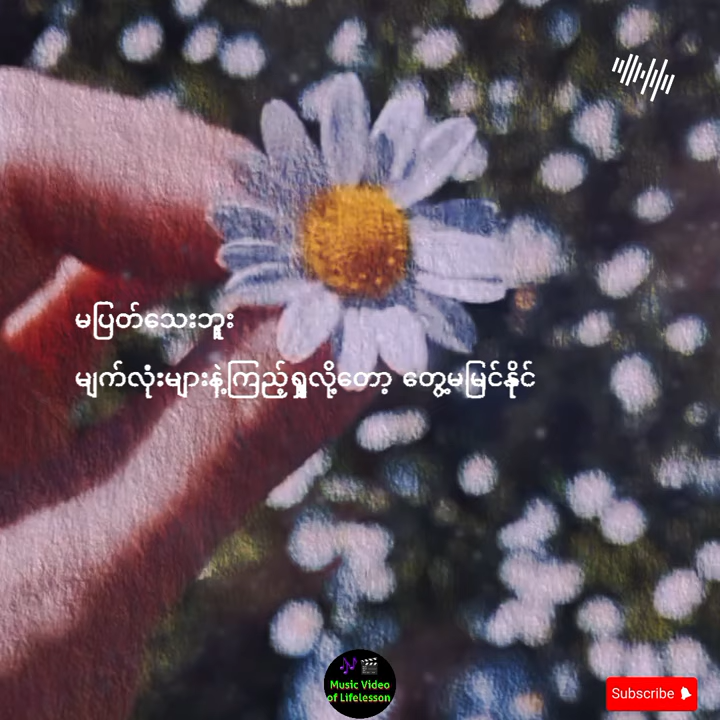 မပြတ်သေးဘူး
မျက်လုံးများနဲ့ကြည့်ရှုလို့တော့ တွေ့မမြင်နိုင်
Music Video
of Lifelesson
Subscribe